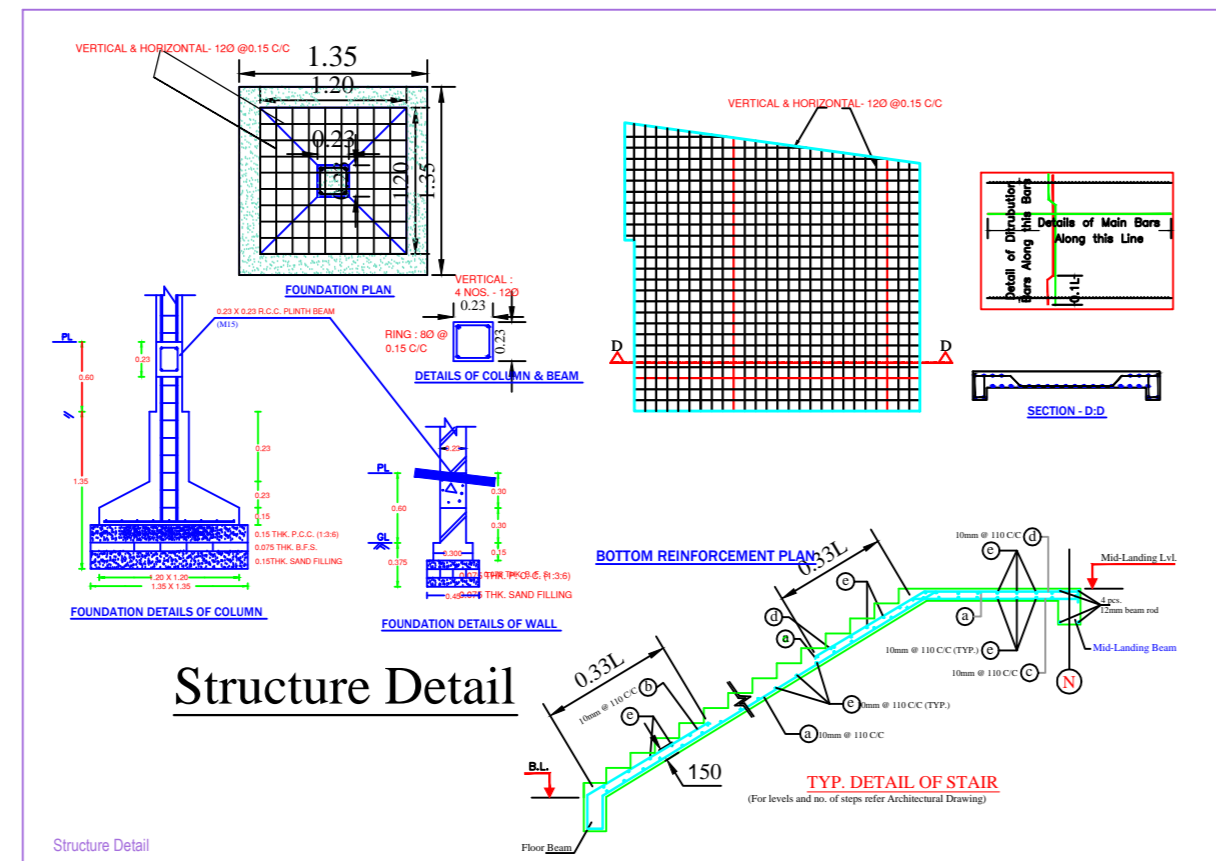 VERTICAL & HORIZONTAL- 12Ø @0.15 C/C
1.35
1.20
0.23
1.20
1.35
FOUNDATION PLAN
VERTICAL & HORIZONTAL- 12Ø @0.15 C/C
Detail of Ditrubution
Bars Along this Bars
Details of Main Bars
Along this Line
0.1L
D
D
SECTION - D:D
VERTICAL :
4 NOS. - 12Ø
0.23
0.23
RING : 8Ø @
0.15 C/C
DETAILS OF COLUMN & BEAM
0.23 X 0.23 R.C.C. PLINTH BEAM
(M15)
PL
0.23
0.60
1.35
0.23
0.23
0.15
0.15 THK. P.C.C. (1:3:6)
0.075 THK. B.F.S.
0.15THK. SAND FILLING
1.20 X 1.20
1.35 X 1.35
FOUNDATION DETAILS OF COLUMN
0.23
PL
0.60
GL
0.375
0.30
0.30
0.15
0.300
THK. SAND FILLING
FOUNDATION DETAILS OF WALL
BOTTOM REINFORCEMENT PLAN
Structure Detail
0.33L
10mm @ 110 C/C
b
e
B.L.
150
Floor Beam
0.33L
e
d
a
e
0mm @ 110 C/C (TYP.)
a
10mm @ 110 C/C
10mm @ 110 C/C
d
e
Mid-Landing Lvl.
4 pcs.
12mm beam rod
a
10mm @ 110 C/C (TYP.)
e
Mid-Landing Beam
10mm @ 110 C/C
c
N
TYP. DETAIL OF STAIR
(For levels and no. of steps refer Architectural Drawing)
Structure Detail